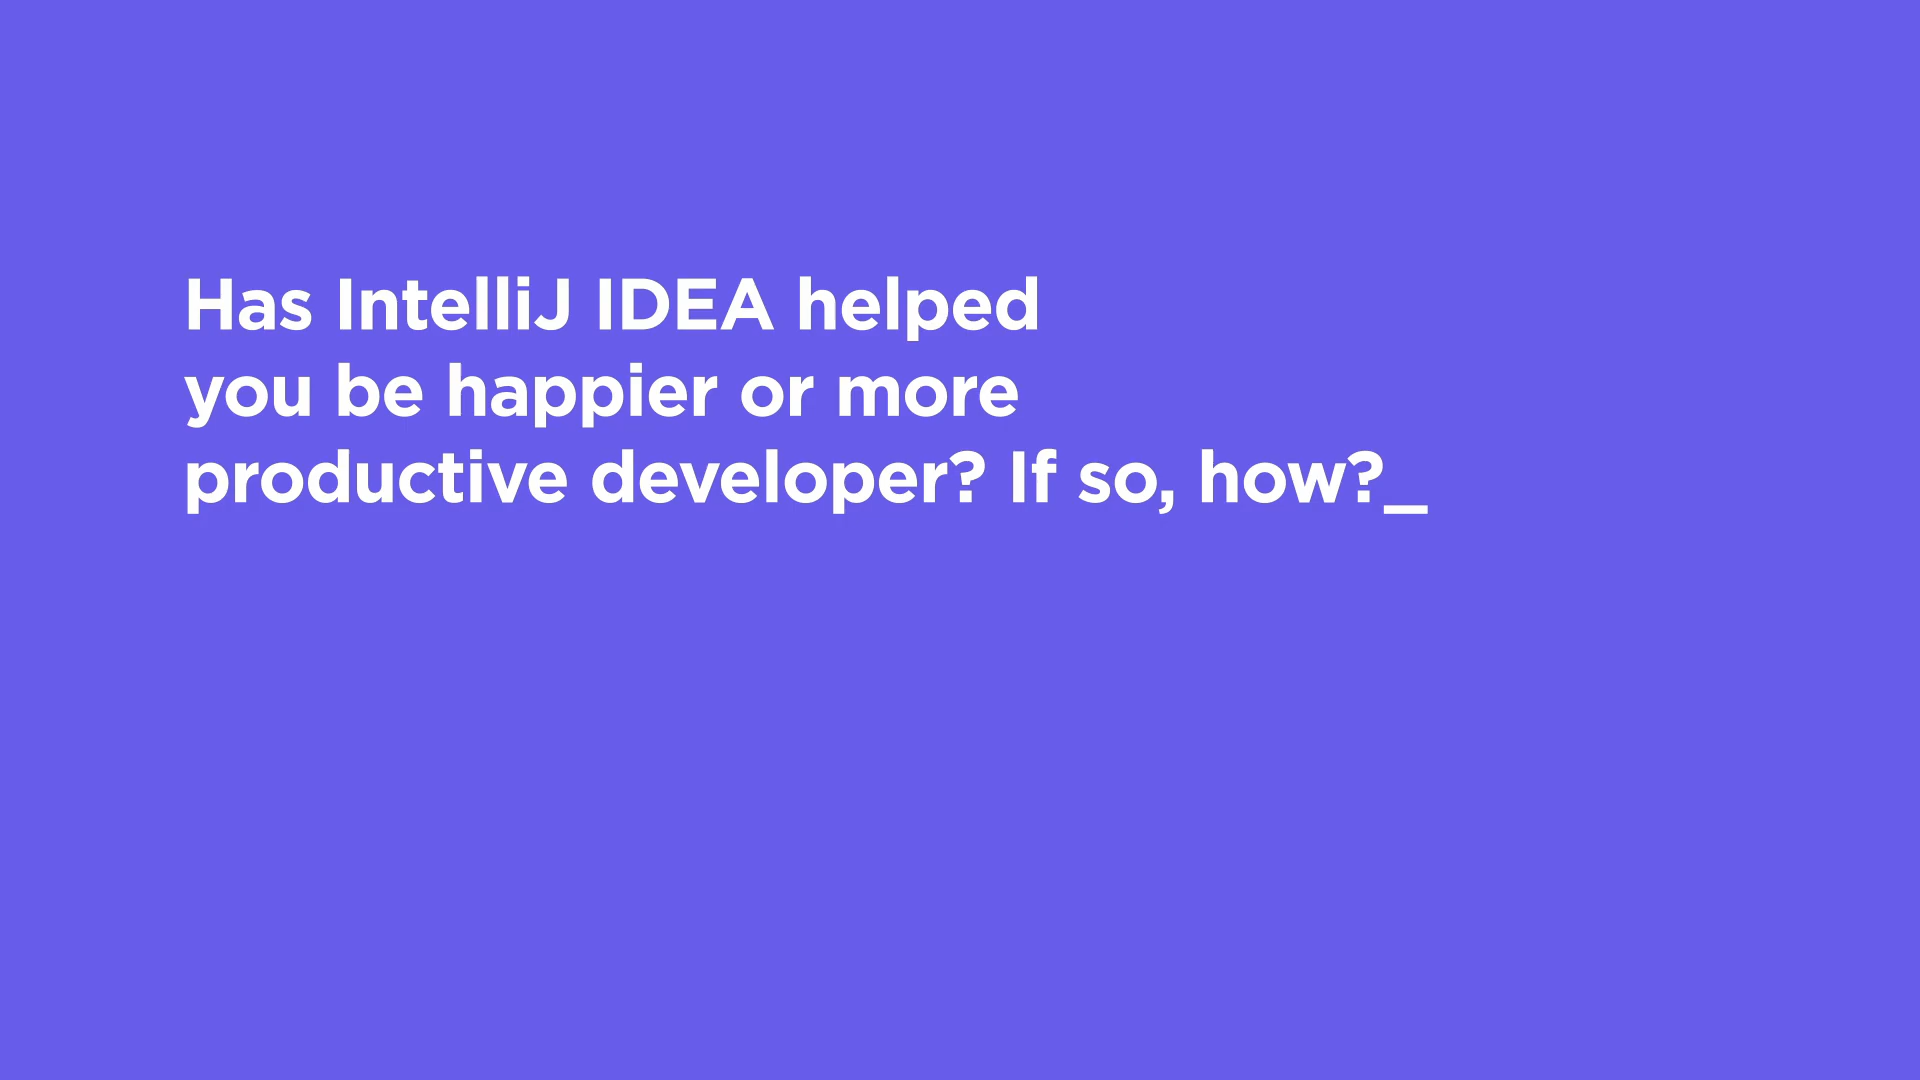 Has IntelliJ IDEA helped
you be happier or more
productive developer? If so, how?_